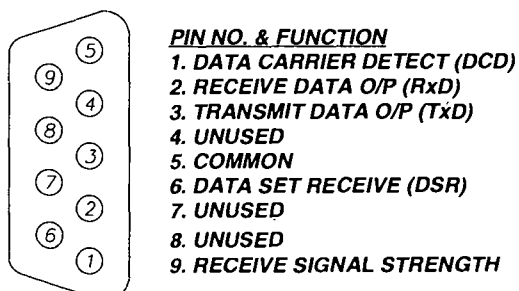 5
9
4
8
3
7
2
6
1
PIN NO. & FUNCTION
1. DATA CARRIER DETECT (DCD)
2. RECEIVE DATA O/P (RxD)
3. TRANSMIT DATA O/P (TxD)
4. UNUSED
5. COMMON
6. DATA SET RECEIVE (DSR)
7. UNUSED
8. UNUSED
9. RECEIVE SIGNAL STRENGTH